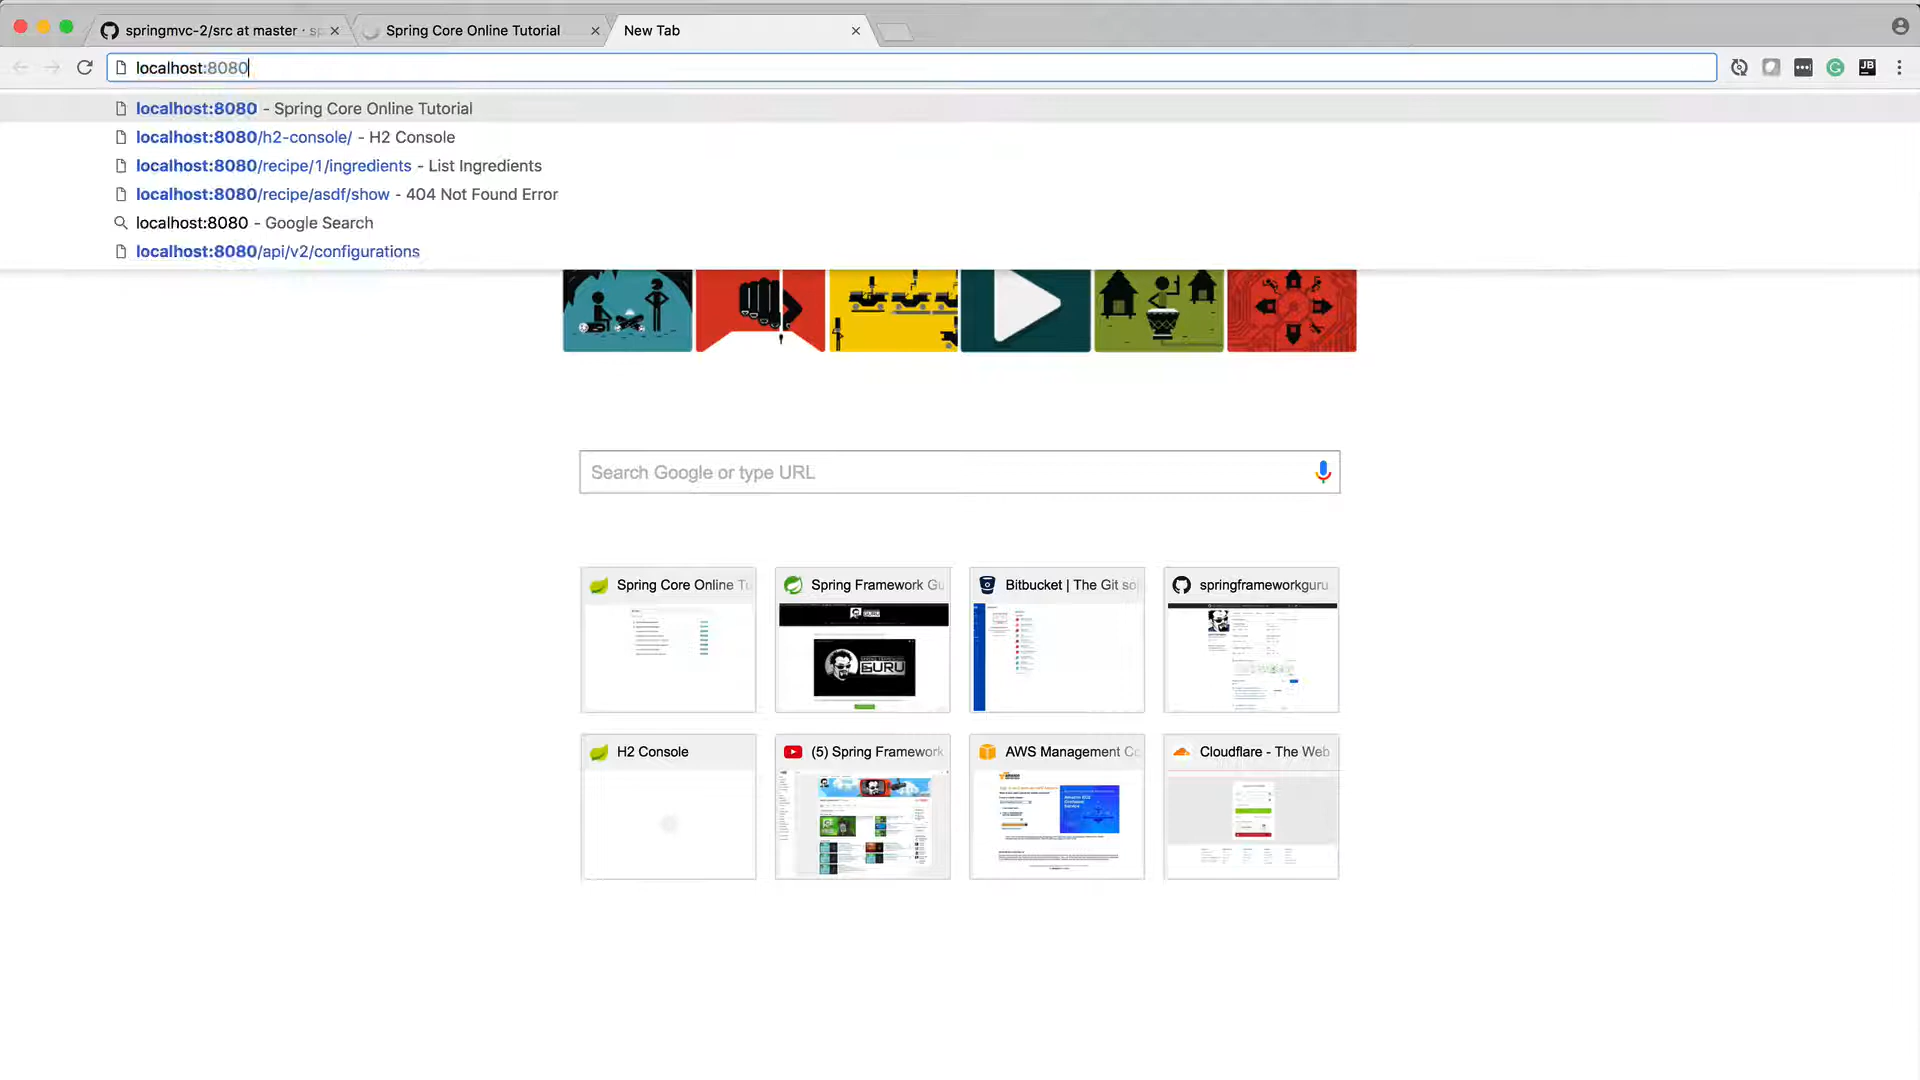 springmvc-2/src at master · sp
Spring Core Online Tutorial
New Tab
localhost:8080
localhost:8080 - Spring Core Online Tutorial
localhost:8080/h2-console/ - H2 Console
localhost:8080/recipe/1/ingredients - List Ingredients
localhost:8080/recipe/asdf/show - 404 Not Found Error
localhost:8080 - Google Search
localhost:8080/api/v2/configurations
Search Google or type URL
Spring Core Online Tu
Spring Framework Gu
Bitbucket | The Git so
springframeworkguru
GURU
H2 Console
(5) Spring Framework
AWS Management Co
Cloudflare - The Web